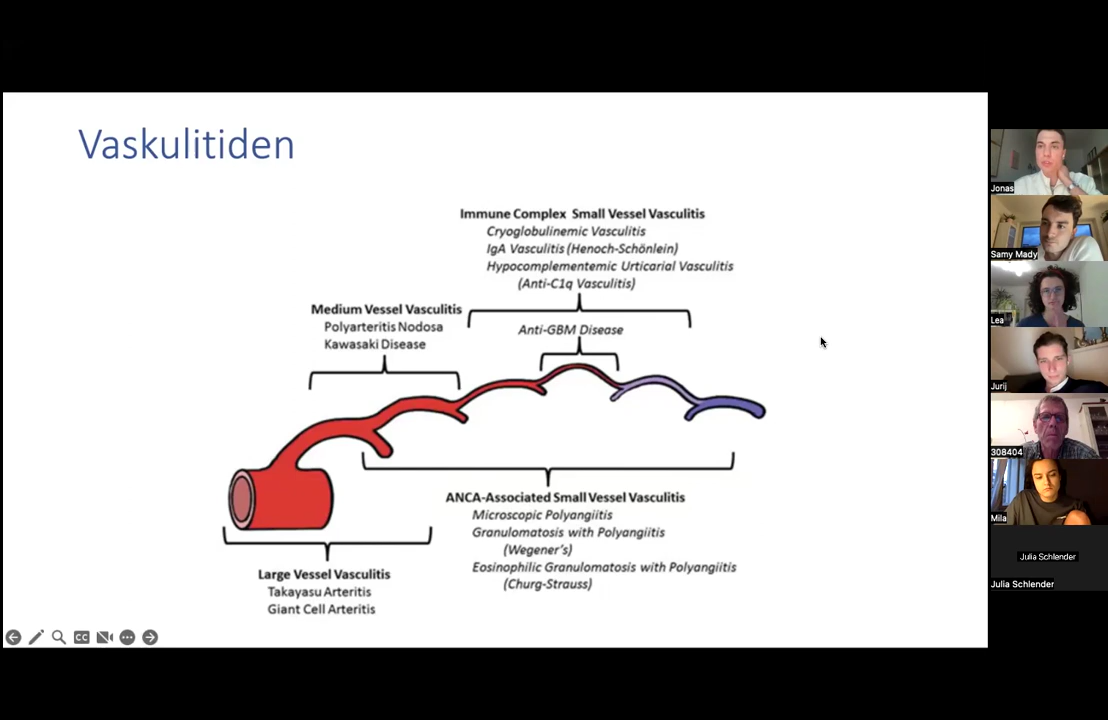 Vaskulitiden
Immune Complex Small Vessel Vasculitis
Cryoglobulinemic Vasculitis
IgA Vasculitis (Henoch-Schönlein)
Hypocomplementemic Urticarial Vasculitis
(Anti-C1q Vasculitis)
Medium Vessel Vasculitis
Polyarteritis Nodosa
Kawasaki Disease
Anti-GBM Disease
ANCA-Associated Small Vessel Vasculitis
Microscopic Polyangiitis
Granulomatosis with Polyangiitis
(Wegener's)
Eosinophilic Granulomatosis with Polyangiitis
(Churg-Strauss)
Large Vessel Vasculitis
Takayasu Arteritis
Giant Cell Arteritis
CC
Jonas
Samy Mady
Lea
Jurij
308404
Mila
Julia Schlender
Julia Schlender